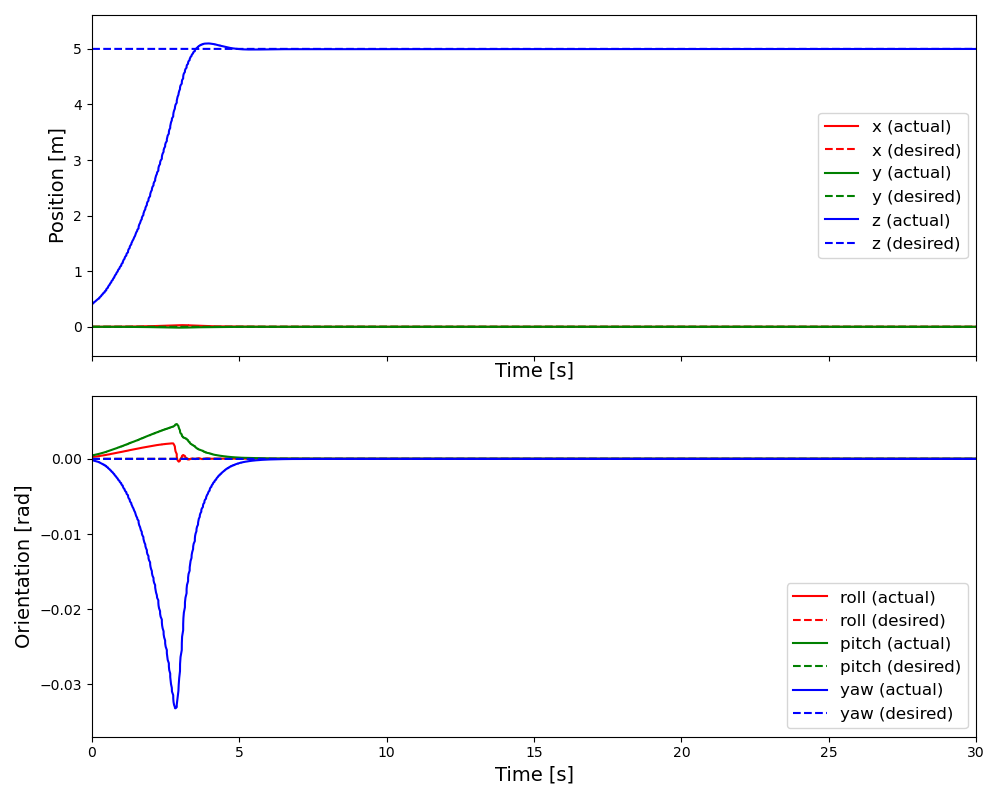 5
4
3
2
1
0
Position [m]
x (actual)
x (desired)
y (actual)
y (desired)
z (actual)
z (desired)
Time [s]
0.00
−0.01
−0.02
−0.03
Orientation [rad]
roll (actual)
roll (desired)
pitch (actual)
pitch (desired)
yaw (actual)
yaw (desired)
0 5 10 15 20 25 30
Time [s]